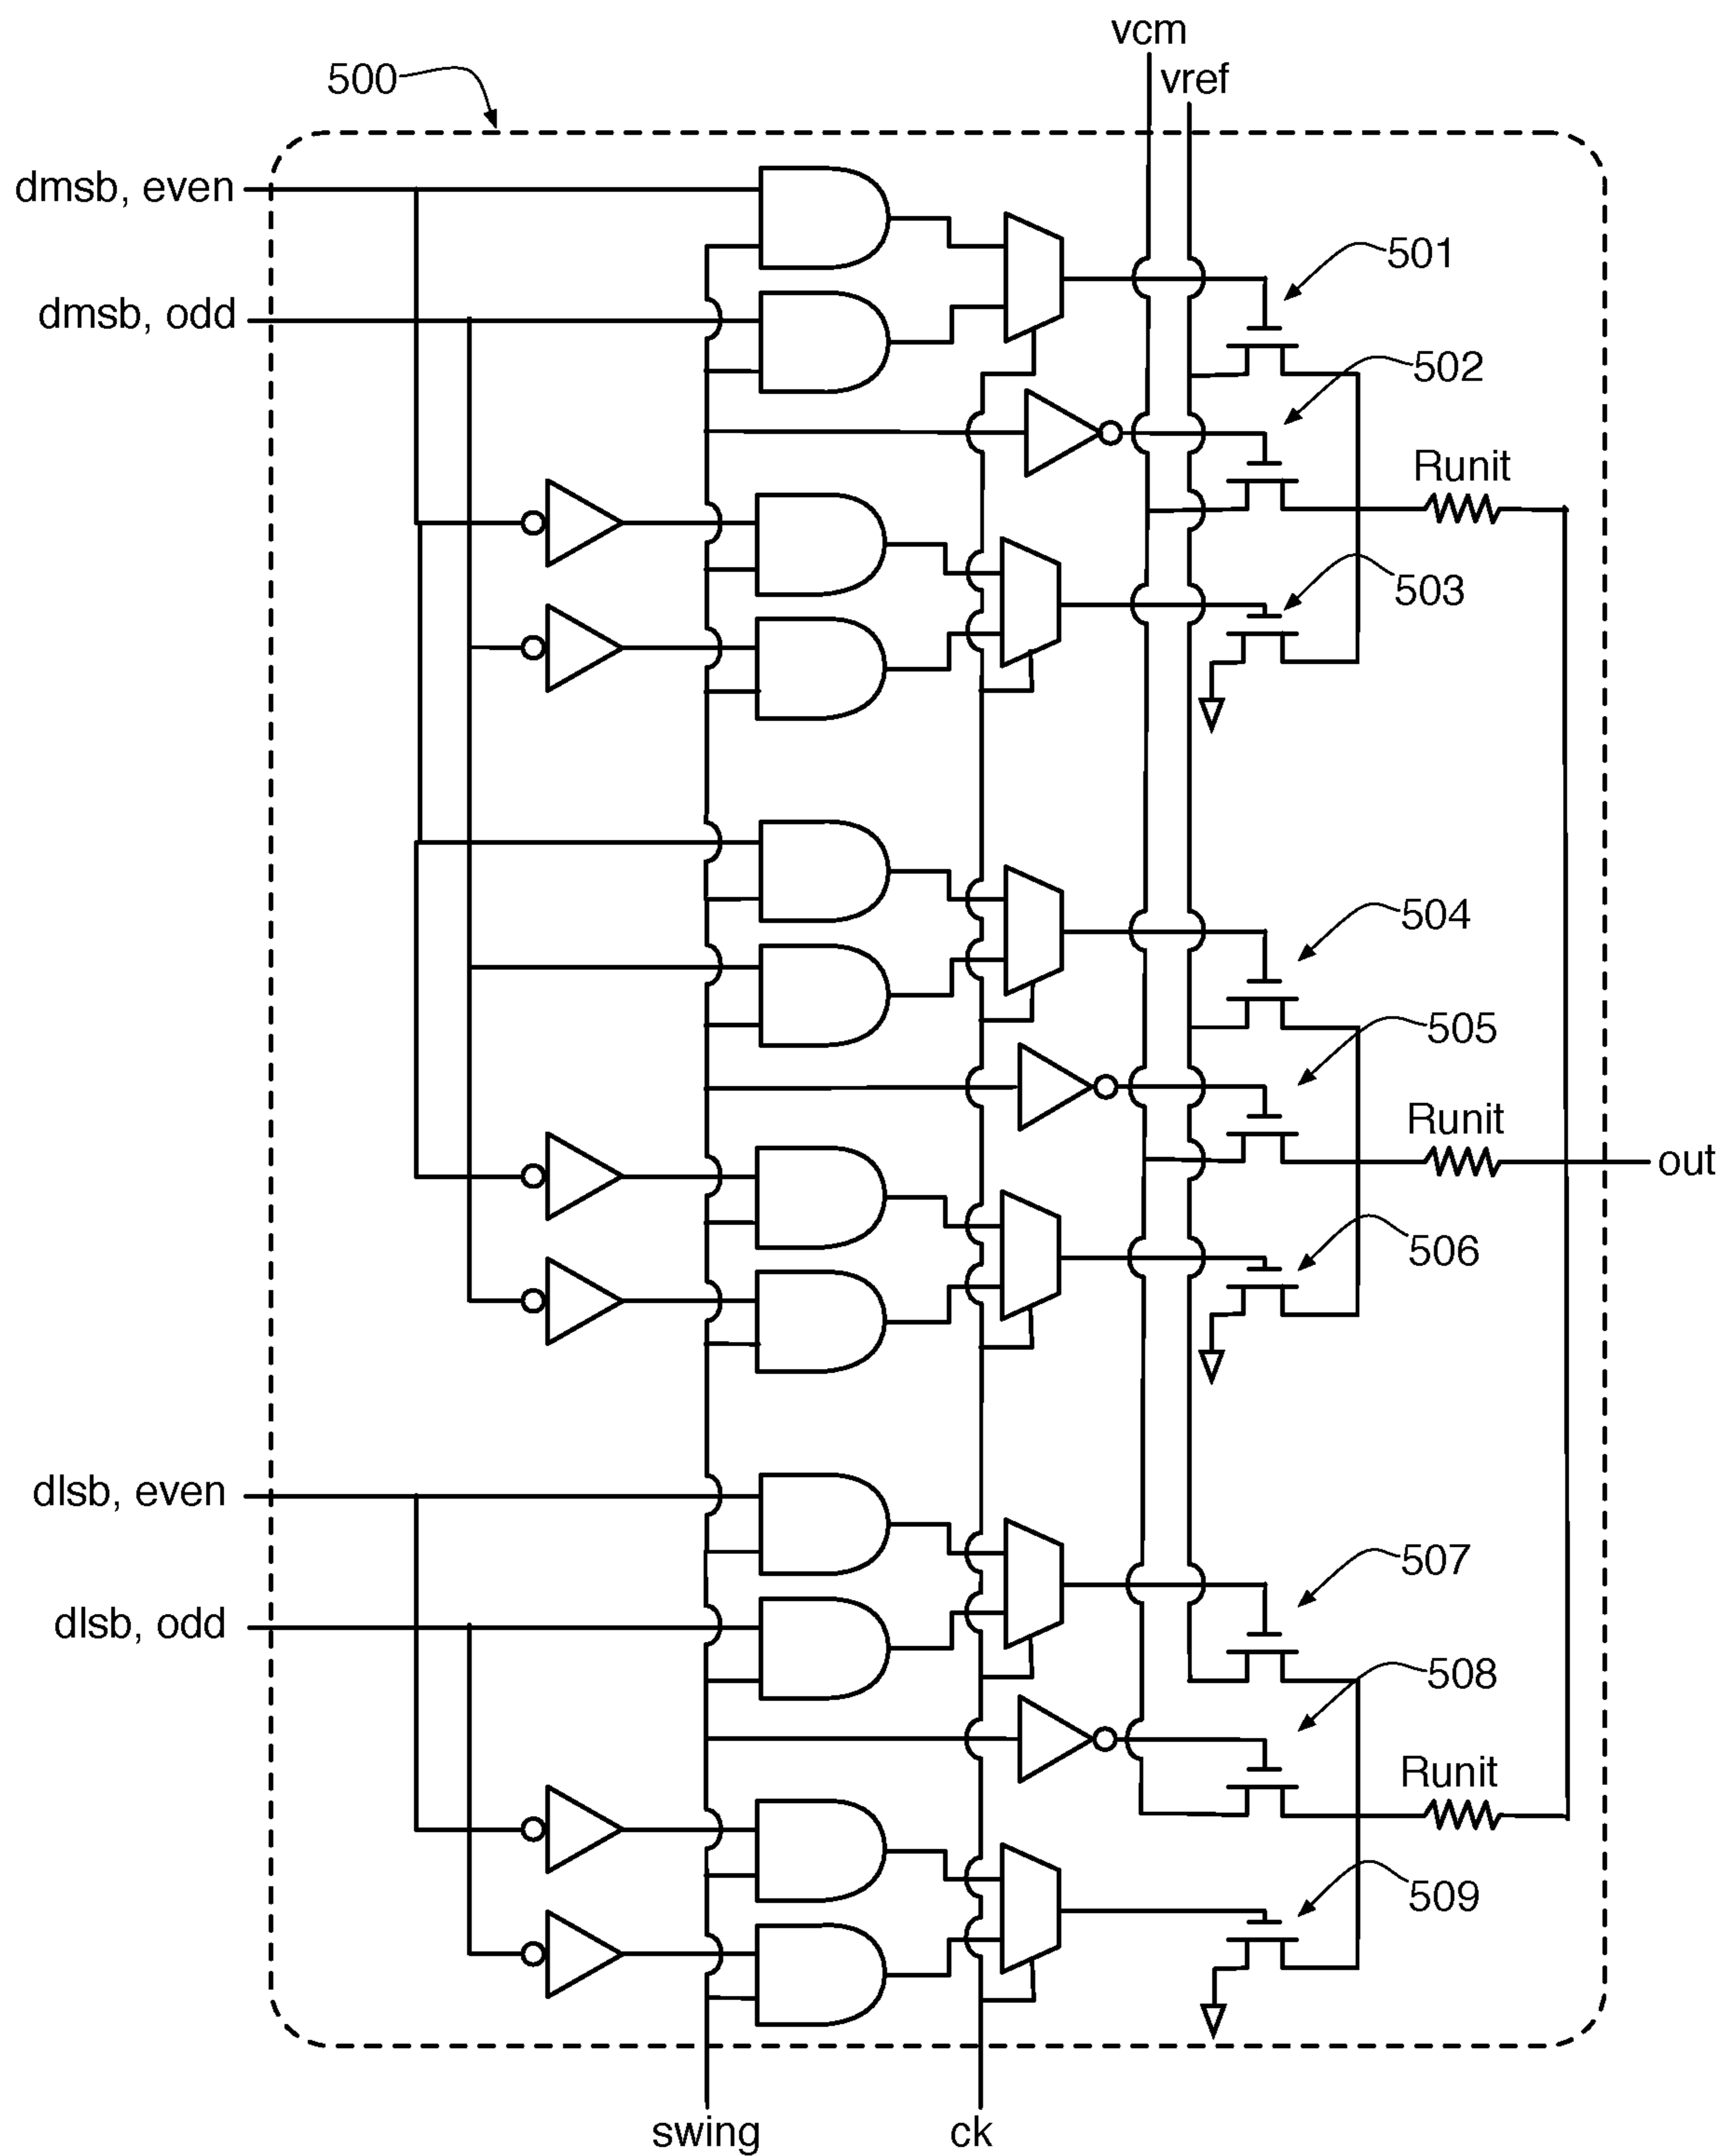 vcm
vref
500
dmsb, even
501
dmsb, odd
502
Runit
503
504
505
Runit
out
506
dlsb, even
507
dlsb, odd
508
Runit
509
swing
ck